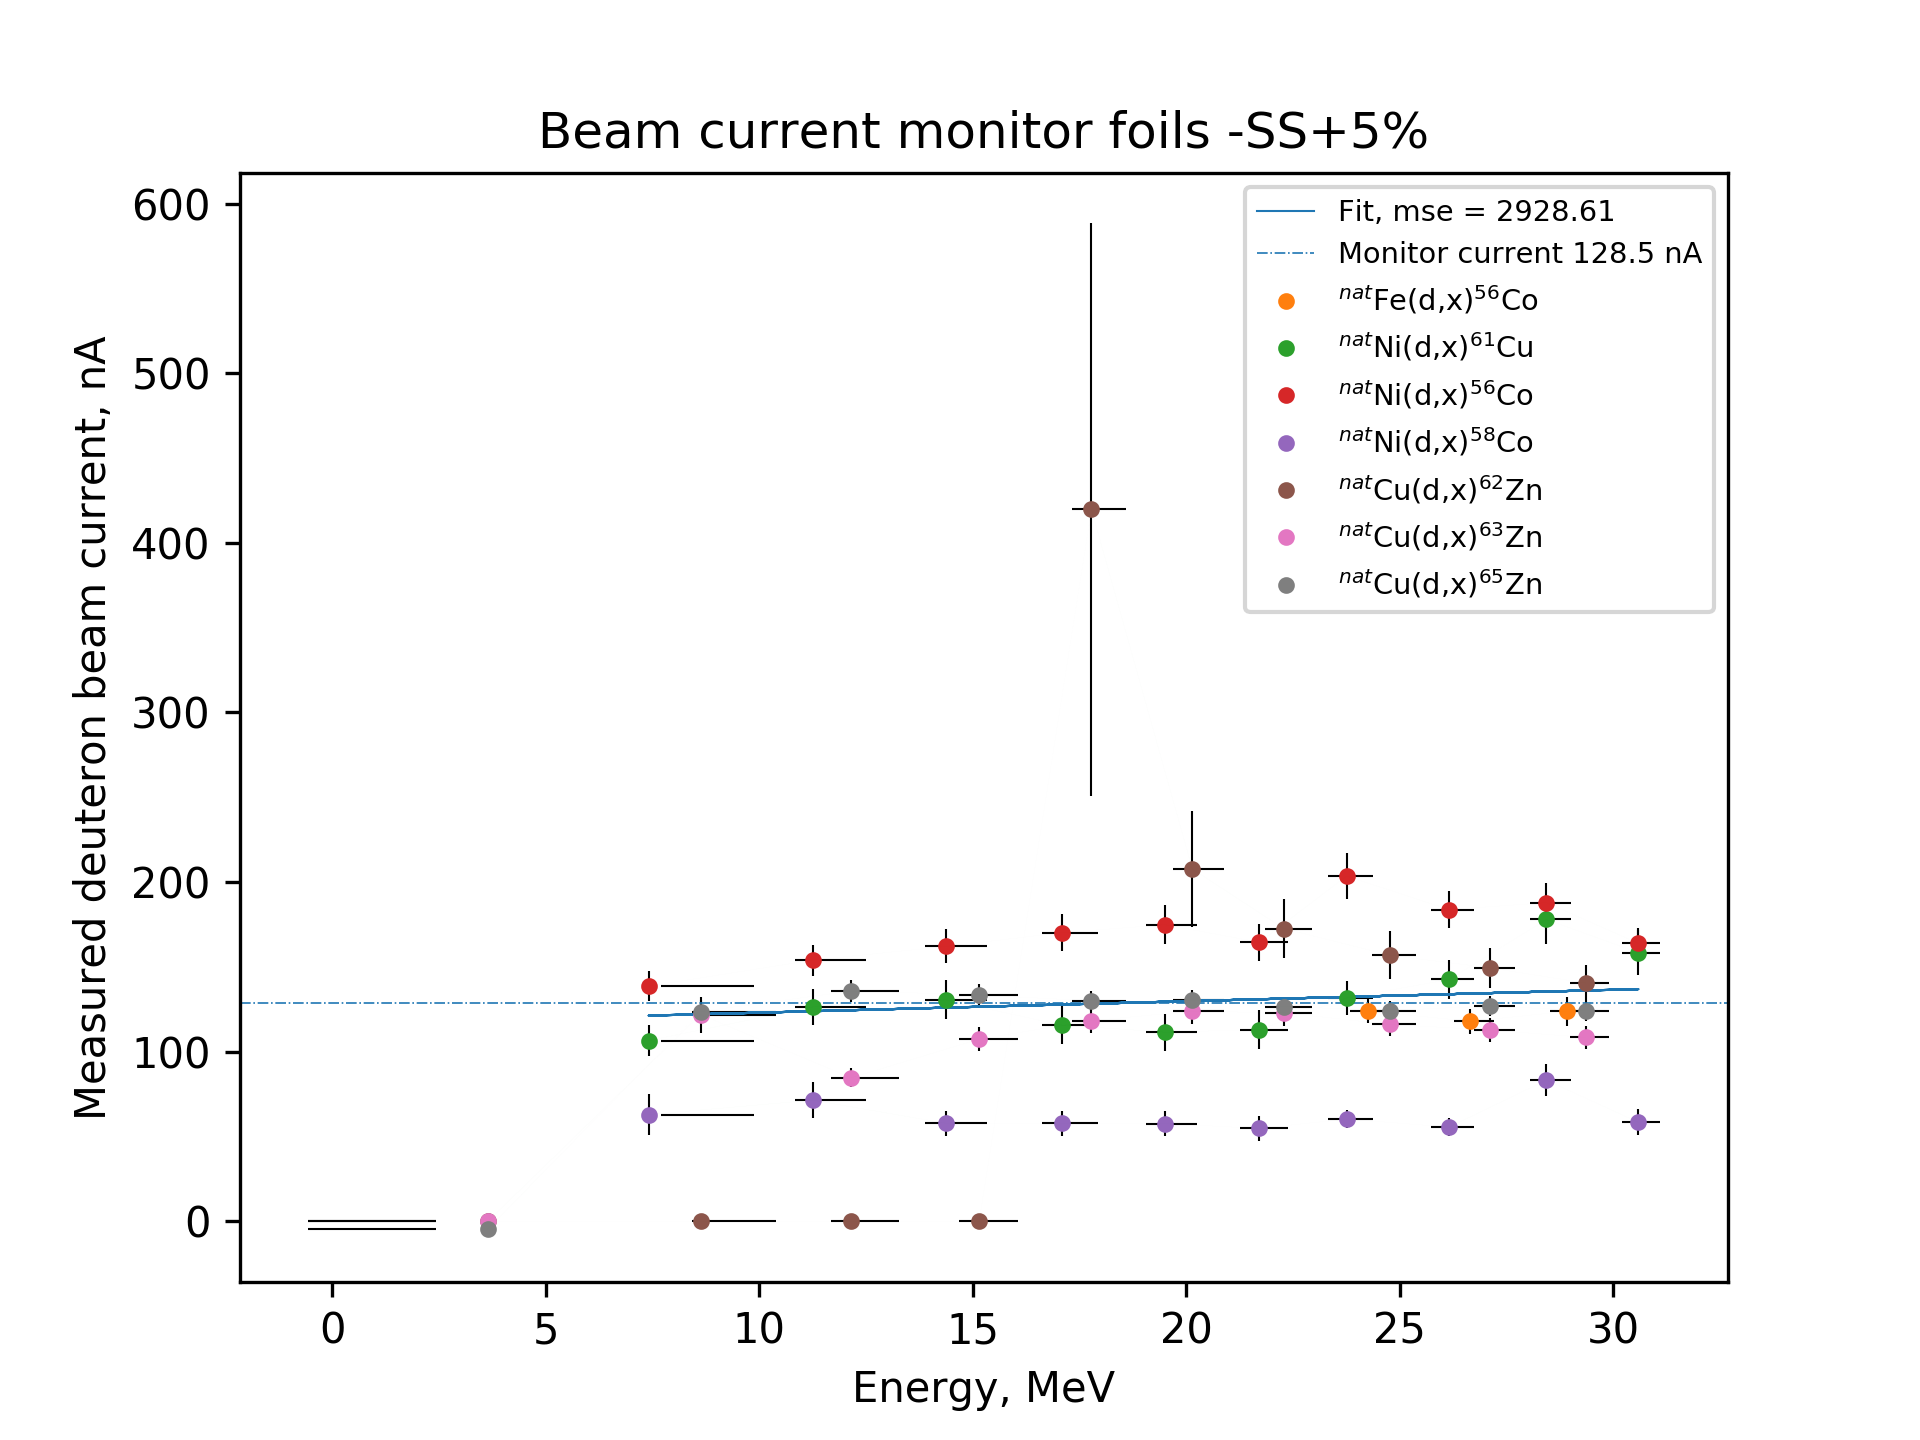 Beam current monitor foils -SS+5%
Measured deuteron beam current, nA
600
500
400
300
200
100
0
Fit, mse = 2928.61
Monitor current 128.5 nA
natFe(d,x)56Co
natNi(d,x)61Cu
natNi(d,x)56Co
natNi(d,x)58Co
natCu(d,x)62Zn
natCu(d,x)63Zn
natCu(d,x)65Zn
0 5 10 15 20 25 30
Energy, MeV